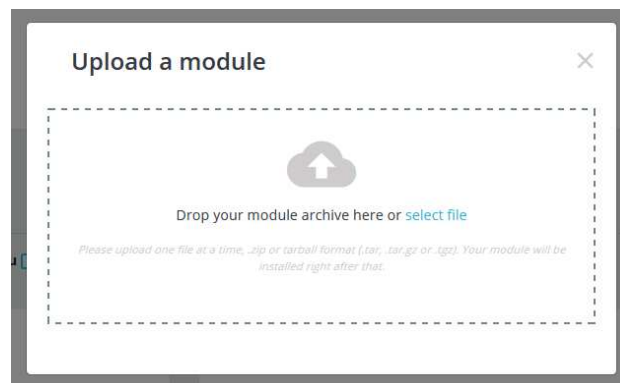 Upload a module
Drop your module archive here or select file
Please upload one file at a time, .zip or tarball format (.tar, .tar.gz or .tgz). Your module will be
installed right after that.